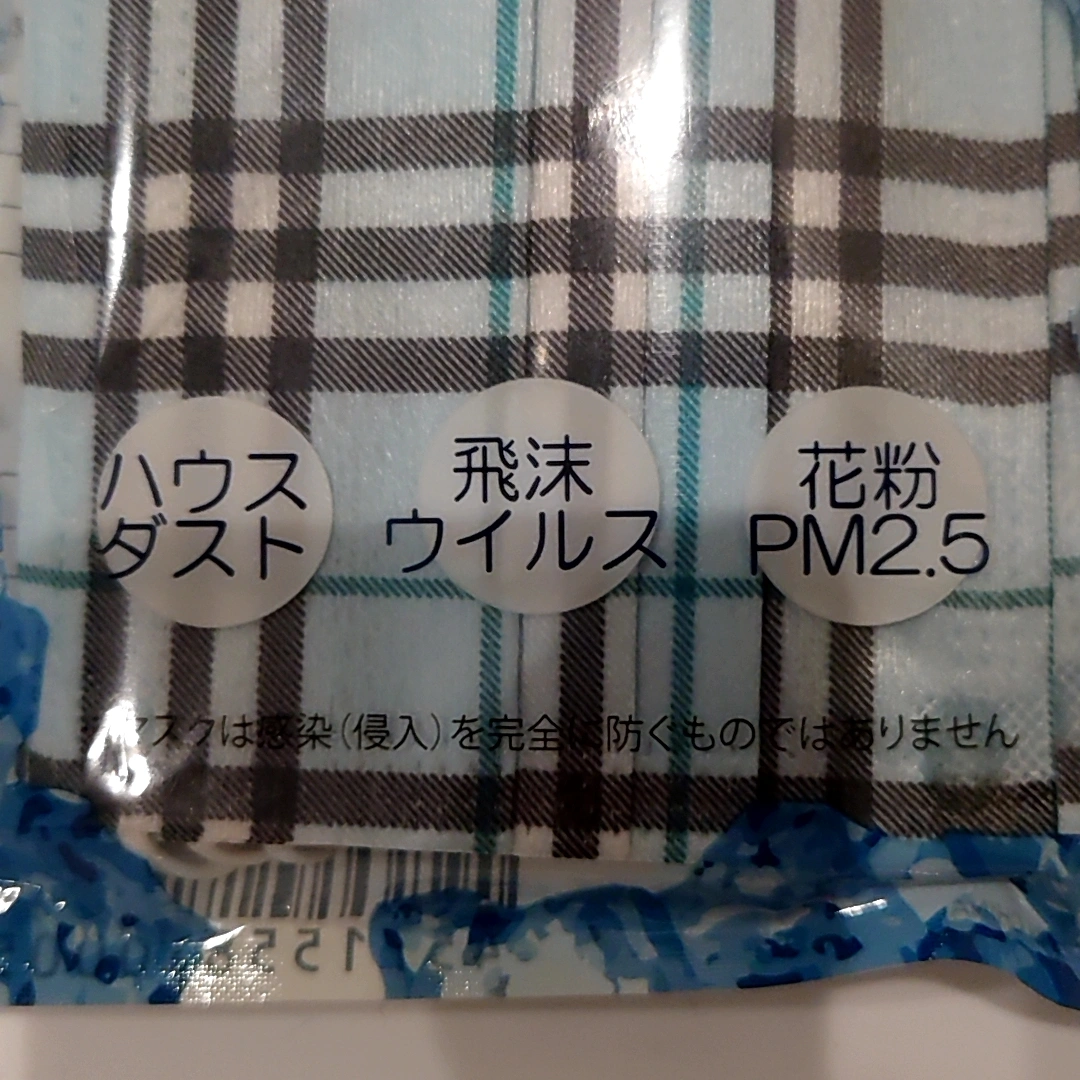 ハウス
ダスト
飛沫
ウイルス
花粉
PM2.5
マスクは感染(侵入)を完全に防ぐものではありません